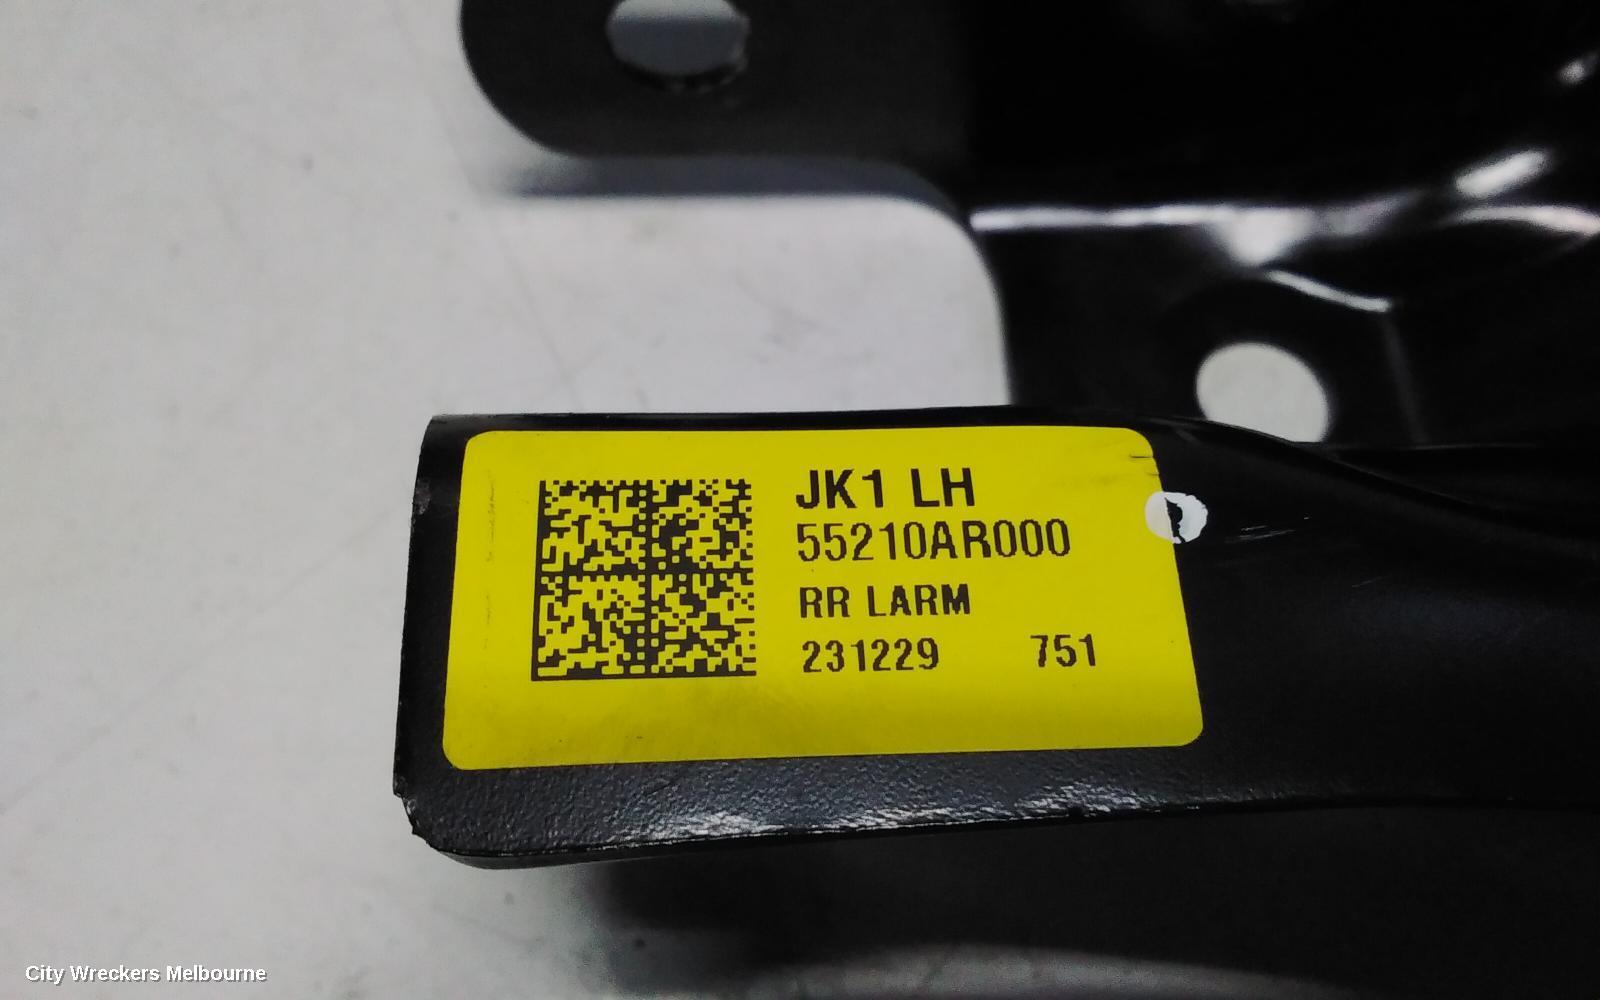 JK1 LH
55210AR000
RR LARM
231229 751
City Wreckers Melbourne